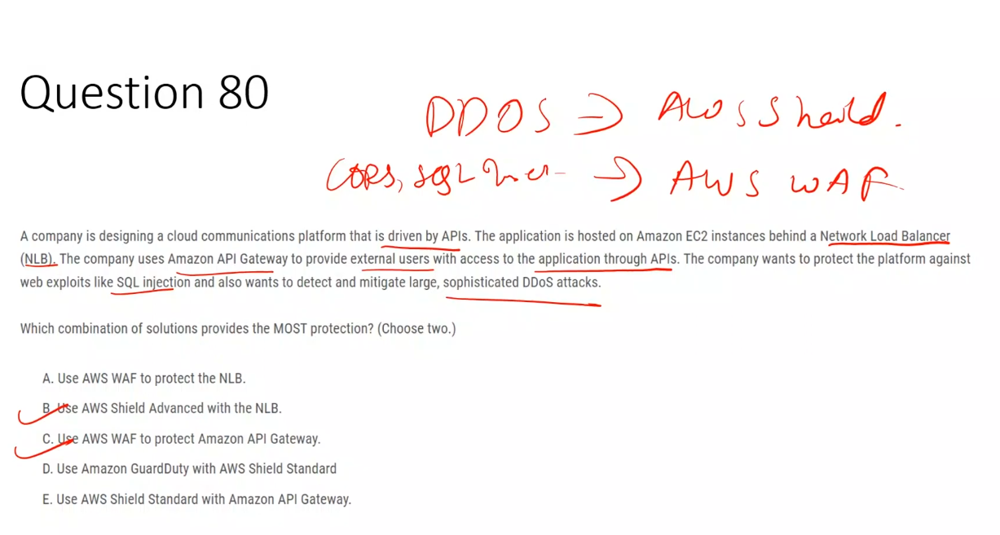 Question 80
DDOS ⇒ AWS Sheild.
CORS, SQL → AWS WAF
A company is designing a cloud communications platform that is driven by APIs. The application is hosted on Amazon EC2 instances behind a Network Load Balancer
(NLB). The company uses Amazon API Gateway to provide external users with access to the application through APIs. The company wants to protect the platform against
web exploits like SQL injection and also wants to detect and mitigate large, sophisticated DDoS attacks.
Which combination of solutions provides the MOST protection? (Choose two.)
A. Use AWS WAF to protect the NLB.
B. Use AWS Shield Advanced with the NLB.
C. Use AWS WAF to protect Amazon API Gateway.
D. Use Amazon GuardDuty with AWS Shield Standard
E. Use AWS Shield Standard with Amazon API Gateway.